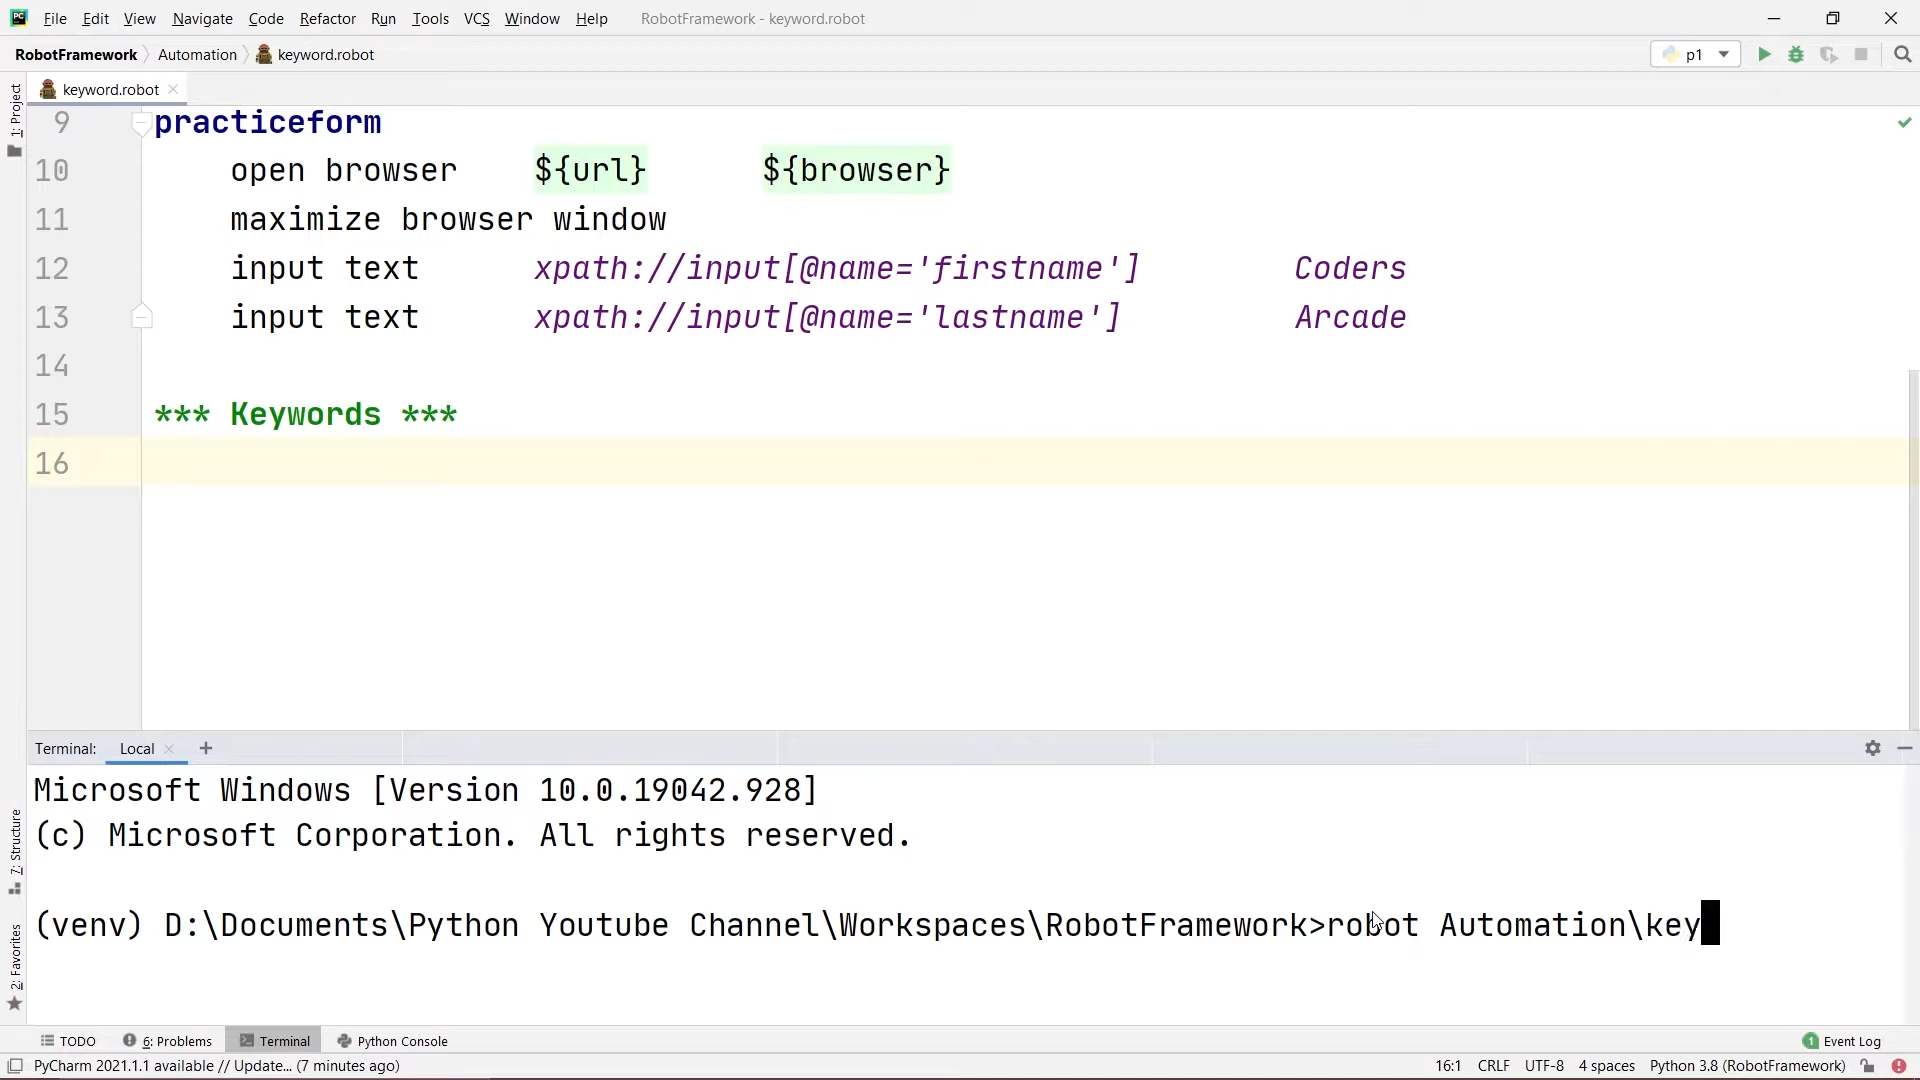 PC File Edit View Navigate Code Refactor Run Tools VCS Window Help RobotFramework - keyword.robot
RobotFramework Automation keyword.robot p1
1: Project
keyword.robot
9 practiceform
10 open browser ${url} ${browser}
11 maximize browser window
12 input text xpath://input[@name='firstname'] Coders
13 input text xpath://input[@name='lastname'] Arcade
14
15 *** Keywords ***
16
Terminal: Local
Microsoft Windows [Version 10.0.19042.928]
(c) Microsoft Corporation. All rights reserved.
(venv) D:\Documents\Python Youtube Channel\Workspaces\RobotFramework>robot Automation\key
7: Structure
2: Favorites
TODO 6: Problems Terminal Python Console 1 Event Log
PyCharm 2021.1.1 available // Update... (7 minutes ago) 16:1 CRLF UTF-8 4 spaces Python 3.8 (RobotFramework)